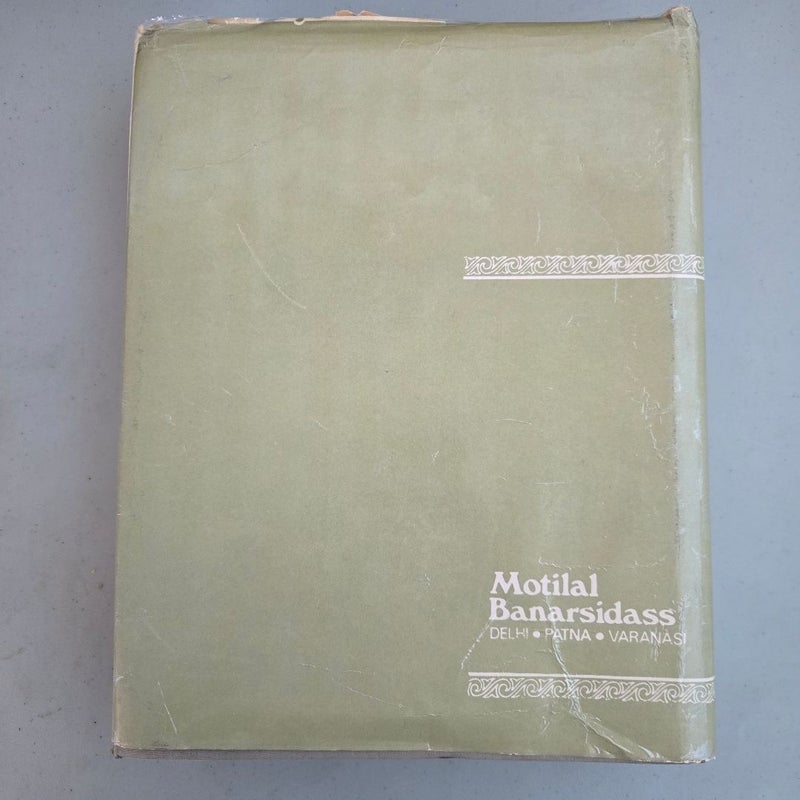 Motilal
Banarsidass
DELHI • PATNA • VARANASI